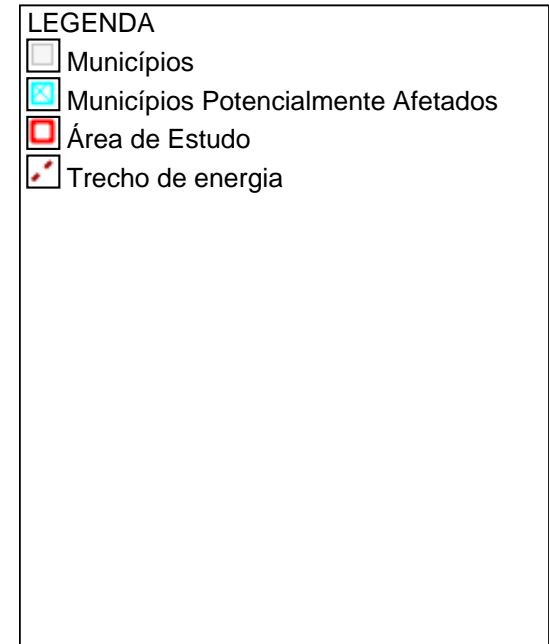 LEGENDA
Municípios
Municípios Potencialmente Afetados
Área de Estudo
Trecho de energia